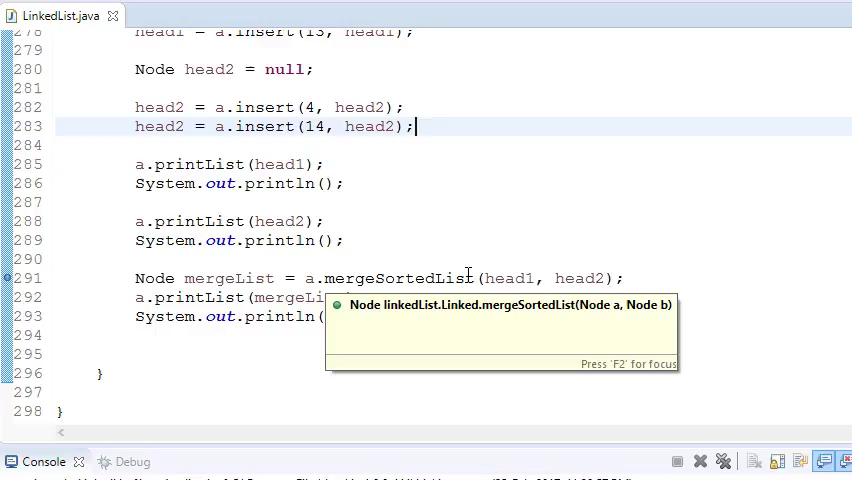 LinkedList.java
278 head1 = a.insert(13, head1);
279
280 Node head2 = null;
281
282 head2 = a.insert(4, head2);
283 head2 = a.insert(14, head2);
284
285 a.printList(head1);
286 System.out.println();
287
288 a.printList(head2);
289 System.out.println();
290
291 Node mergeList = a.mergeSortedList(head1, head2);
292 a.printList(mergeLi
293 System.out.println(
Node linkedList.Linked.mergeSortedList(Node a, Node b)
294
295
Press 'F2' for focus
296 }
297
298 }
Console Debug